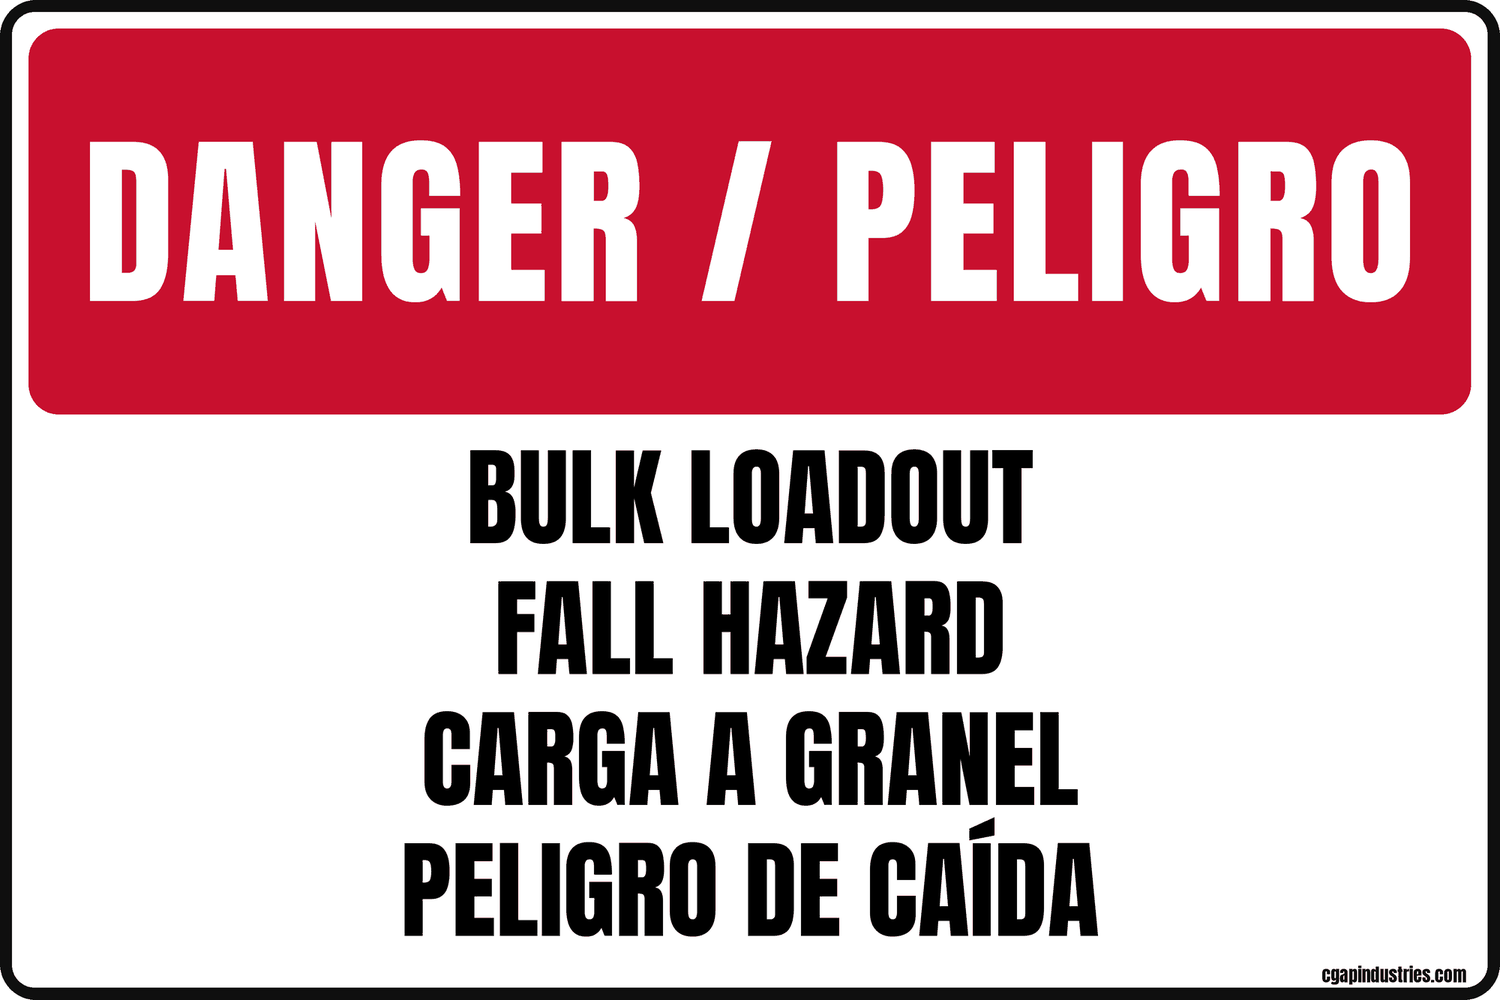 DANGER / PELIGRO
BULK LOADOUT
FALL HAZARD
CARGA A GRANEL
PELIGRO DE CAÍDA
cgapindustries.com